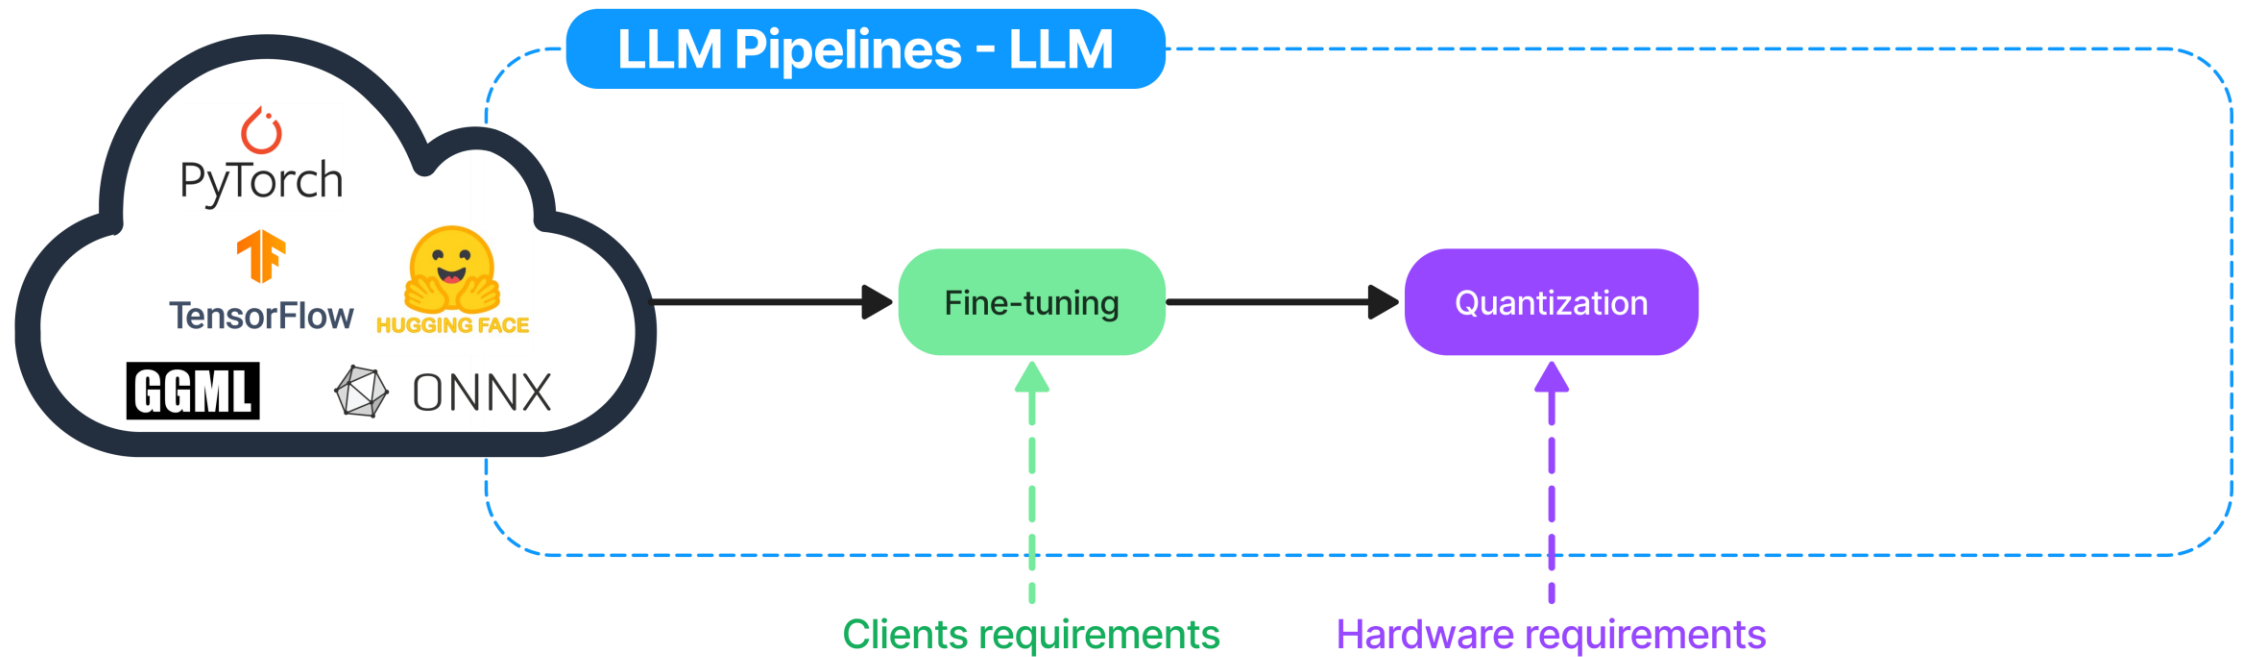 LLM Pipelines - LLM
PyTorch
TensorFlow
HUGGING FACE
GGML
ONNX
Fine-tuning
Quantization
Clients requirements
Hardware requirements